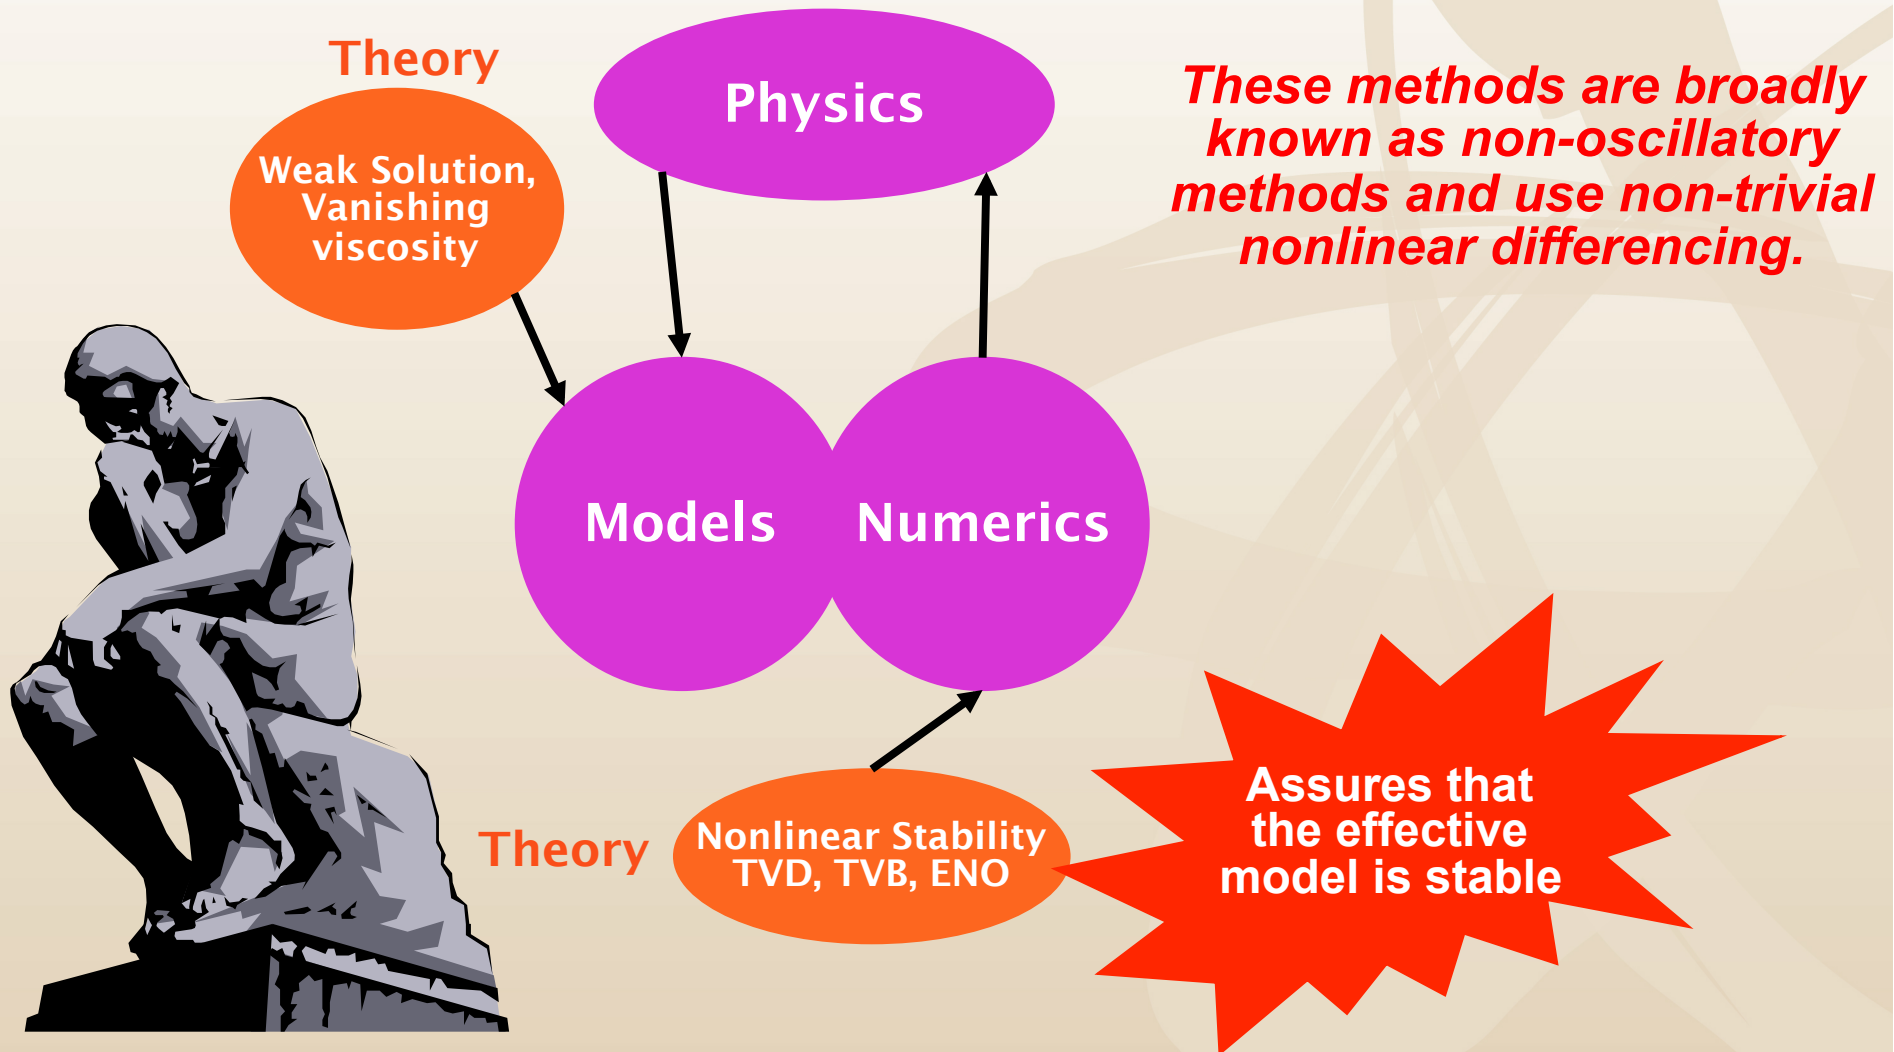 Theory
Weak Solution,
Vanishing
viscosity
Physics
These methods are broadly
known as non-oscillatory
methods and use non-trivial
nonlinear differencing.
Models
Numerics
Theory
Nonlinear Stability
TVD, TVB, ENO
Assures that
the effective
model is stable